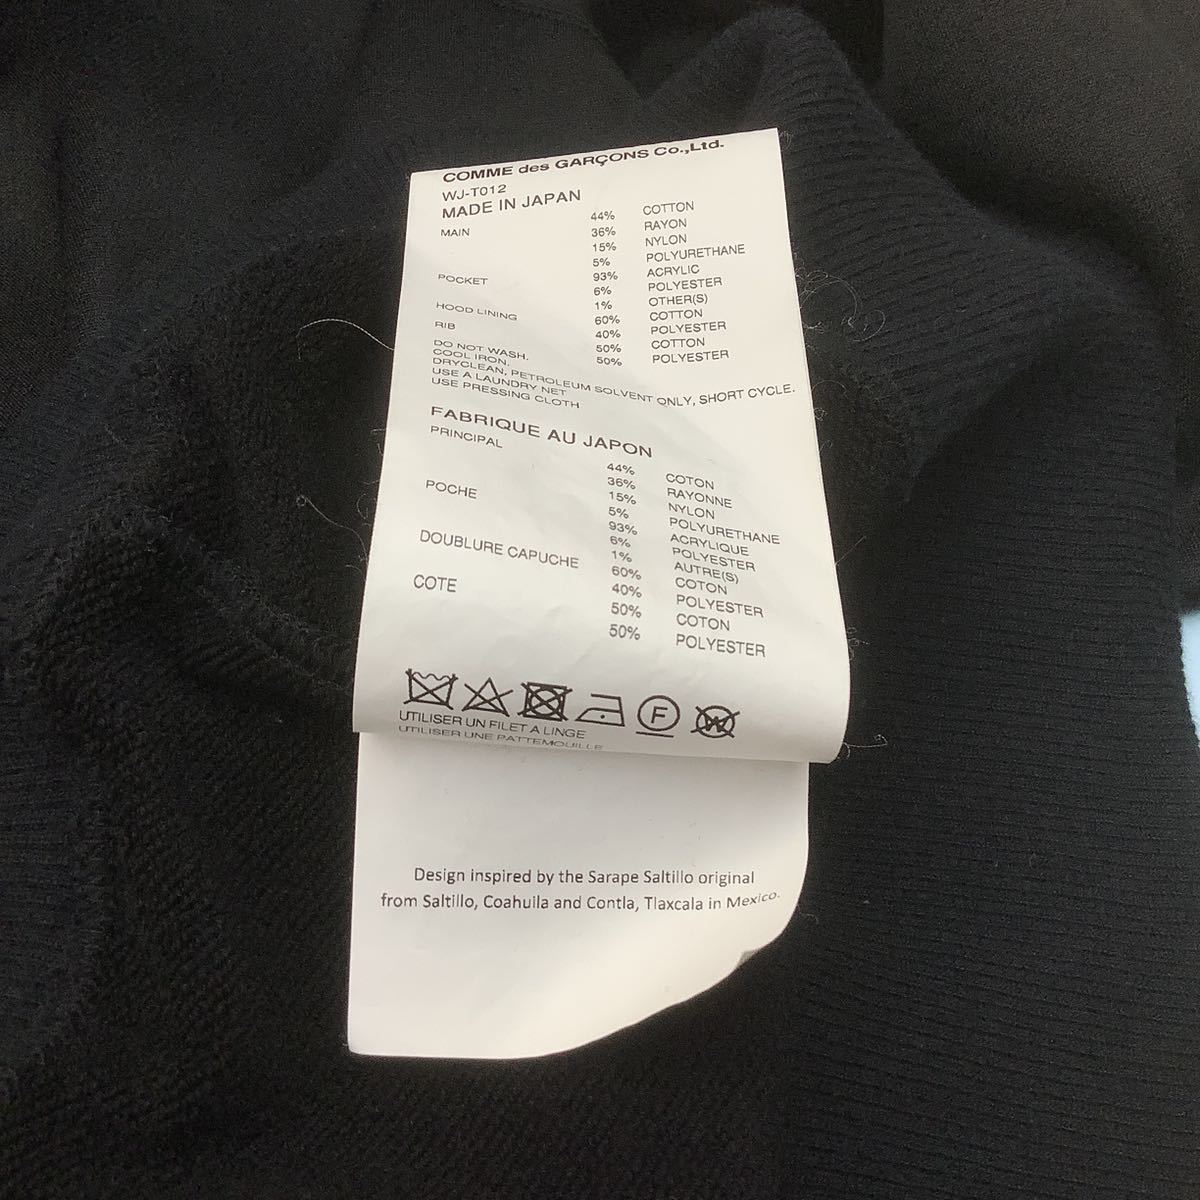 COMME des GARÇONS Co.,Ltd.
WJ-T012
MADE IN JAPAN
MAIN 44% COTTON
36% RAYON
15% NYLON
5% POLYURETHANE
POCKET 93% ACRYLIC
6% POLYESTER
1% OTHER(S)
HOOD LINING 60% COTTON
40% POLYESTER
RIB 50% COTTON
50% POLYESTER
DO NOT WASH.
COOL IRON.
DRYCLEAN, PETROLEUM SOLVENT ONLY, SHORT CYCLE.
USE A LAUNDRY NET
USE PRESSING CLOTH
FABRIQUE AU JAPON
PRINCIPAL 44% COTON
36% RAYONNE
15% NYLON
5% POLYURETHANE
POCHE 93% ACRYLIQUE
6% POLYESTER
1% AUTRE(S)
DOUBLURE CAPUCHE 60% COTON
40% POLYESTER
COTE 50% COTON
50% POLYESTER
F W
UTILISER UN FILET A LINGE
UTILISER UNE PATTEMOUILLE
Design inspired by the Sarape Saltillo original
from Saltillo, Coahuila and Contla, Tlaxcala in Mexico.